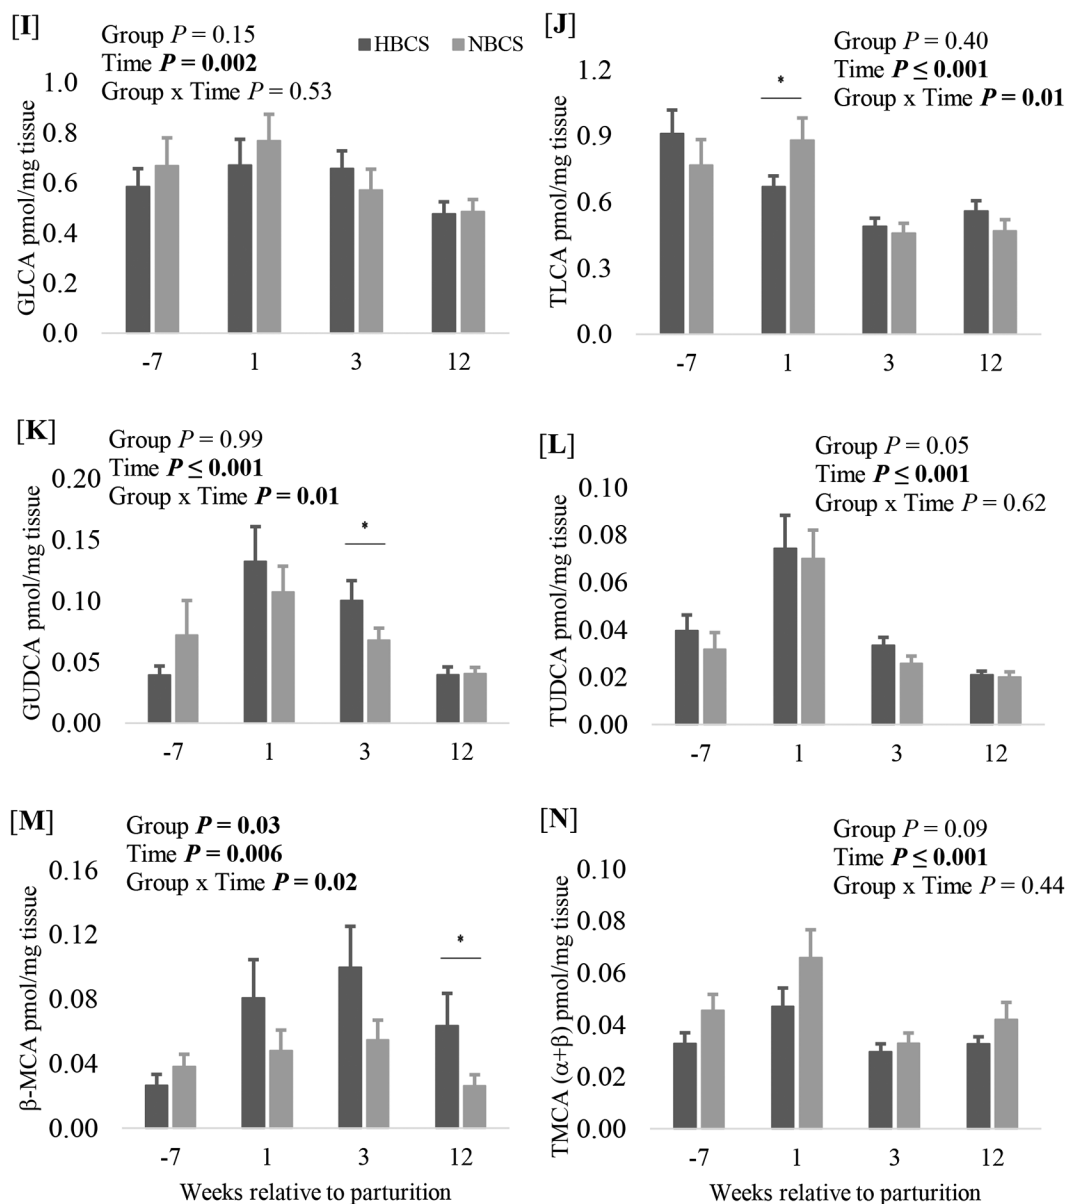 [I]
Group P = 0.15
Time P = 0.002
Group x Time P = 0.53
HBCS NBCS
GLCA pmol/mg tissue
1.0
0.8
0.6
0.4
0.2
0.0
-7 1 3 12
[J]
Group P = 0.40
Time P ≤ 0.001
Group x Time P = 0.01
TLCA pmol/mg tissue
1.2
0.9
0.6
0.3
0.0
*
-7 1 3 12
[K]
Group P = 0.99
Time P ≤ 0.001
Group x Time P = 0.01
GUDCA pmol/mg tissue
0.20
0.15
0.10
0.05
0.00
*
-7 1 3 12
[L]
Group P = 0.05
Time P ≤ 0.001
Group x Time P = 0.62
TUDCA pmol/mg tissue
0.10
0.08
0.06
0.04
0.02
0.00
-7 1 3 12
[M]
Group P = 0.03
Time P = 0.006
Group x Time P = 0.02
β-MCA pmol/mg tissue
0.16
0.12
0.08
0.04
0.00
*
-7 1 3 12
Weeks relative to parturition
[N]
Group P = 0.09
Time P ≤ 0.001
Group x Time P = 0.44
TMCA (α+β) pmol/mg tissue
0.10
0.08
0.06
0.04
0.02
0.00
-7 1 3 12
Weeks relative to parturition